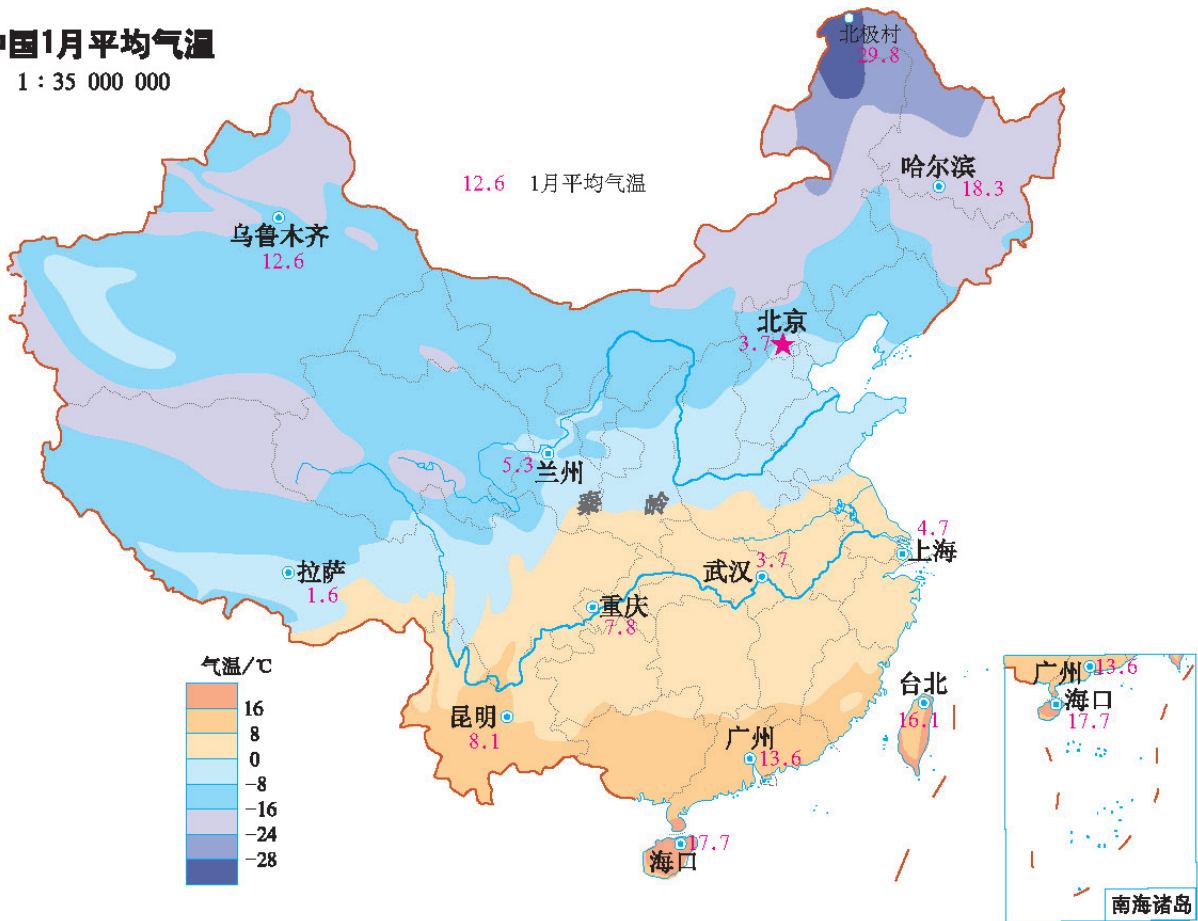 中国1月平均气温
1：35 000 000
北极村
29.8
哈尔滨
18.3
12.6 1月平均气温
乌鲁木齐
12.6
北京
3.7
5.3
兰州
秦岭
4.7
上海
武汉
3.7
拉萨
1.6
重庆
7.8
气温/℃
16
8
0
-8
-16
-24
-28
昆明
8.1
广州
13.6
台北
16.1
17.7
海口
广州
13.6
海口
17.7
南海诸岛